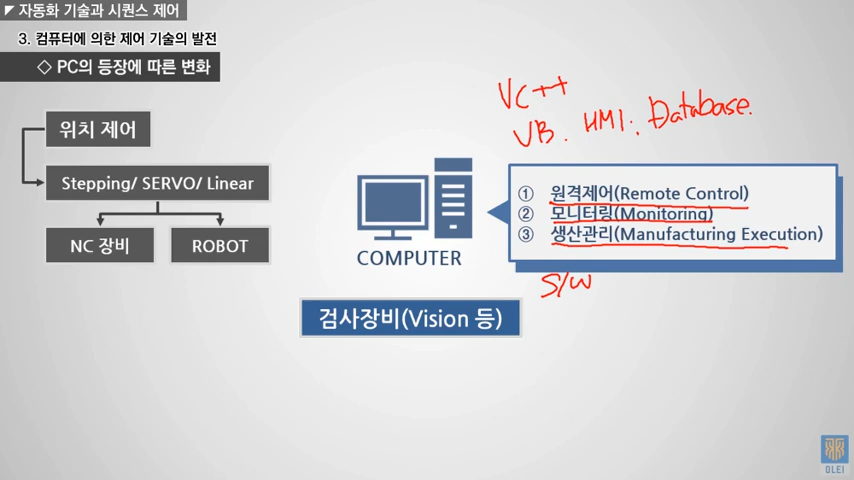 자동화 기술과 시퀀스 제어
3. 컴퓨터에 의한 제어 기술의 발전
◇ PC의 등장에 따른 변화
위치 제어
Stepping/ SERVO/ Linear
NC 장비
ROBOT
VC++
VB. HMI; Database.
COMPUTER
① 원격제어(Remote Control)
② 모니터링(Monitoring)
③ 생산관리(Manufacturing Execution)
S/W
검사장비(Vision 등)
OLEI